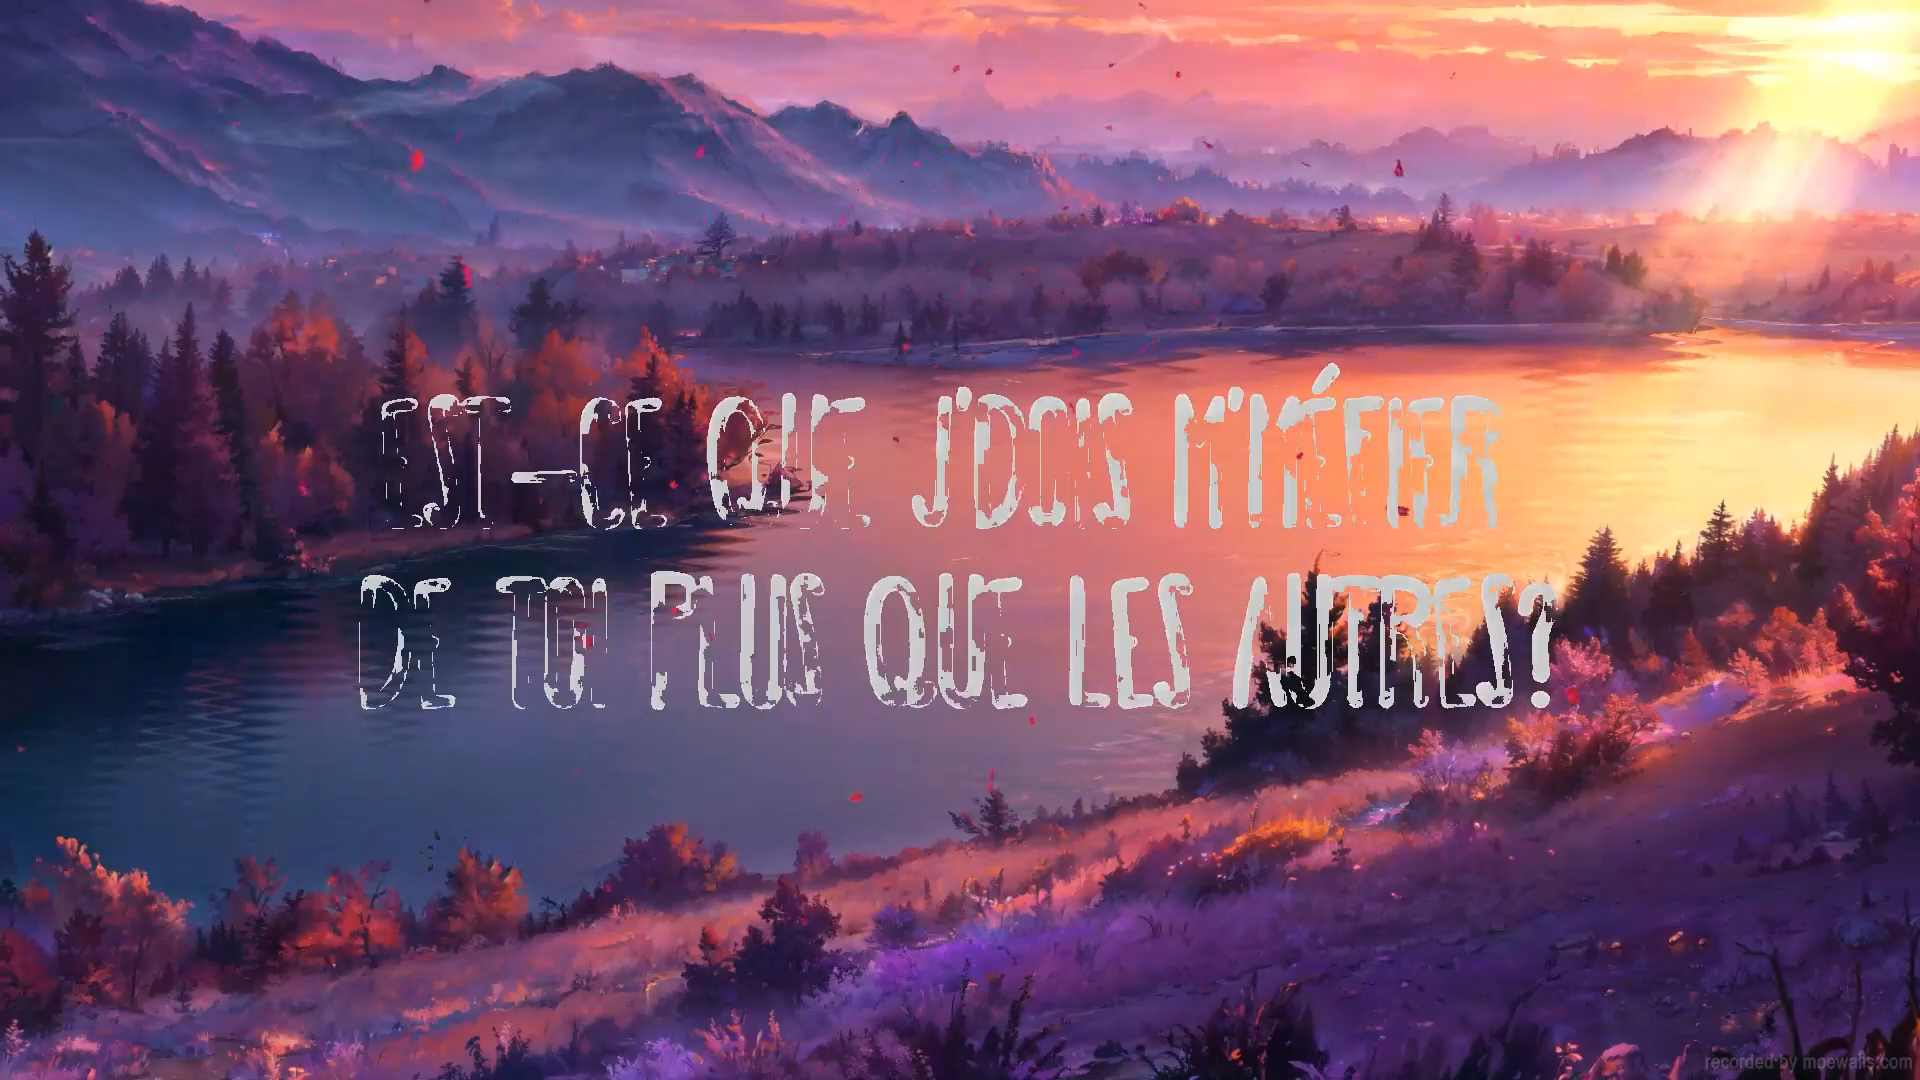 EST-CE QUE J'DOIS M'MÉFIER
DE TOI PLUS QUE LES AUTRES?
recorded by moewalls.com